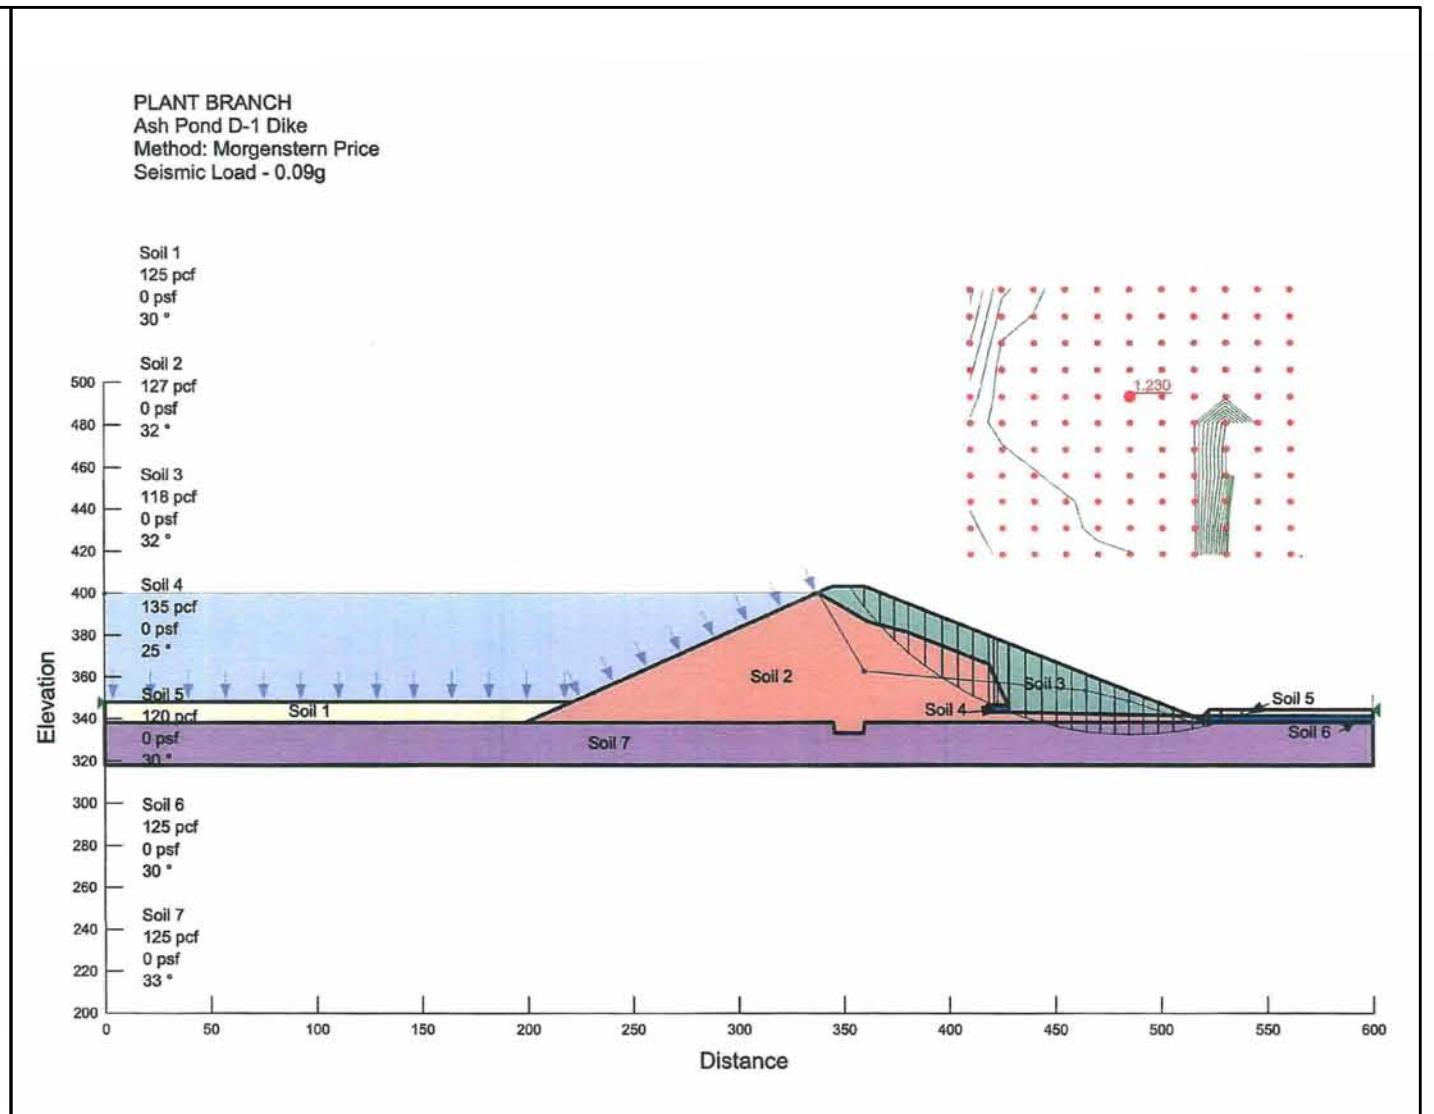 PLANT BRANCH
Ash Pond D-1 Dike
Method: Morgenstern Price
Seismic Load - 0.09g
Soil 1
125 pcf
0 psf
30 °
Soil 2
127 pcf
0 psf
32 °
Soil 3
118 pcf
0 psf
32 °
Soil 4
135 pcf
0 psf
25 °
Soil 5
120 pcf
0 psf
30 °
Soil 6
125 pcf
0 psf
30 °
Soil 7
125 pcf
0 psf
33 °
1.230
Soil 1
Soil 2
Soil 3
Soil 4
Soil 5
Soil 6
Soil 7
Elevation
500
480
460
440
420
400
380
360
340
320
300
280
260
240
220
200
0 50 100 150 200 250 300 350 400 450 500 550 600
Distance